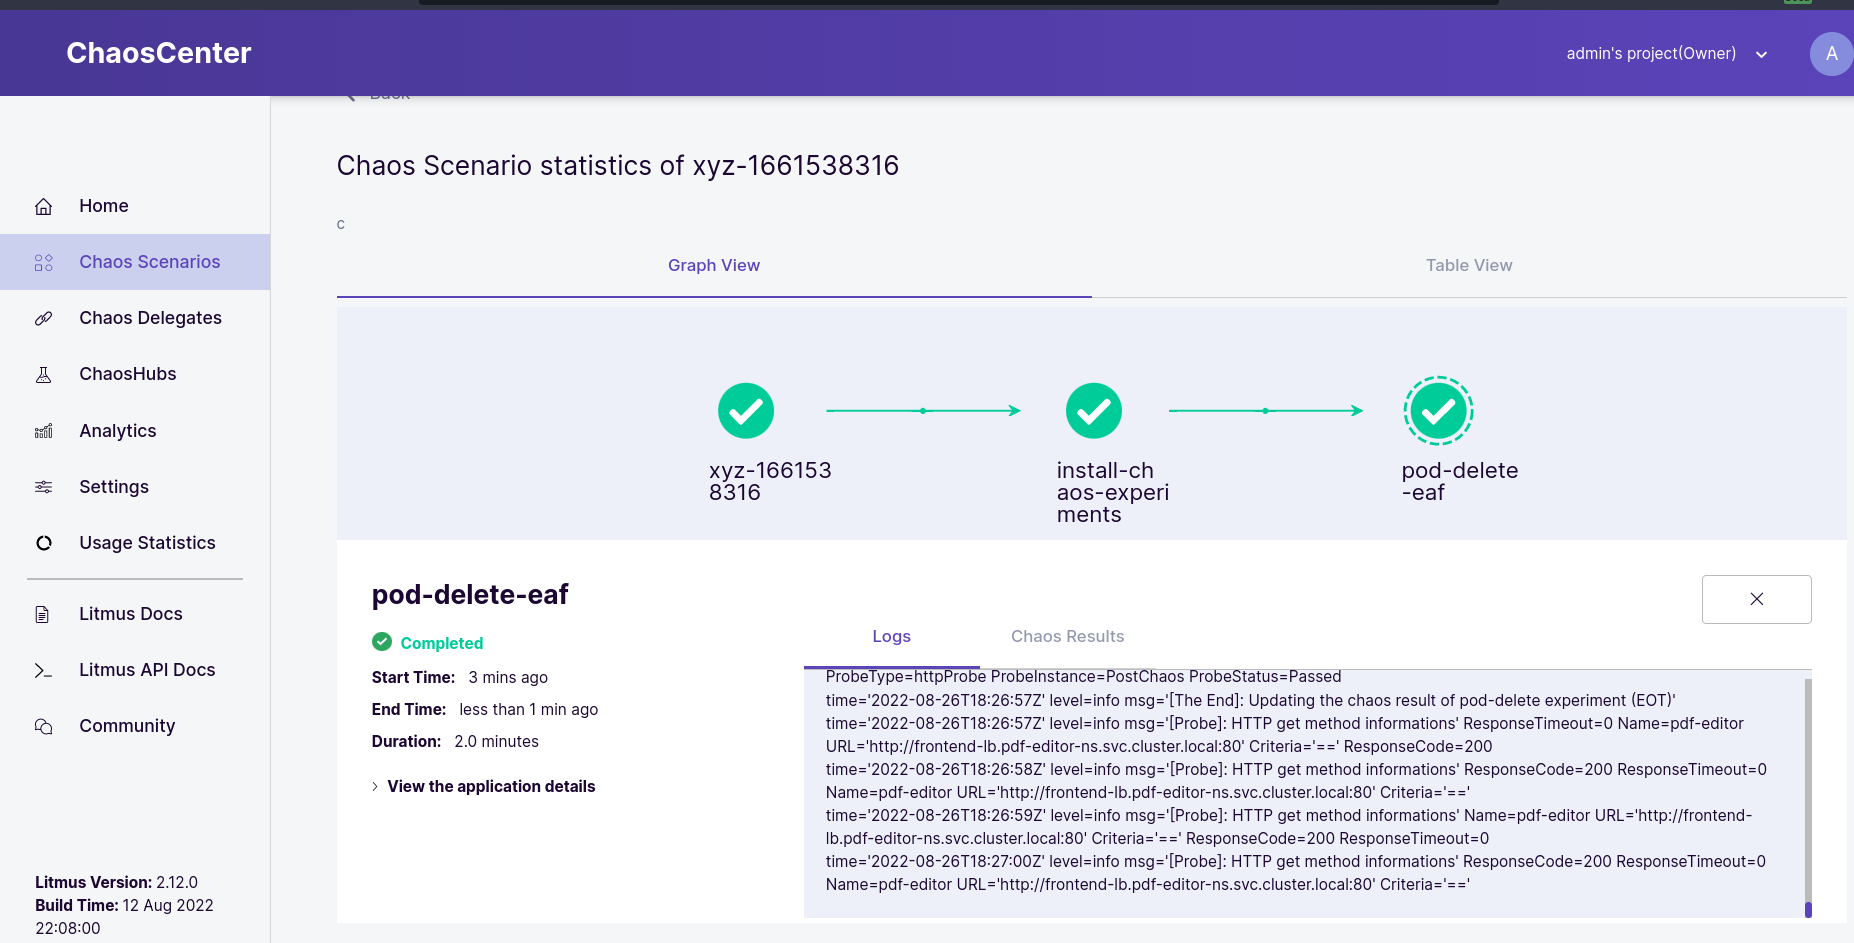 ChaosCenter
admin's project(Owner)
A
Back
Chaos Scenario statistics of xyz-1661538316
c
Home
Chaos Scenarios
Chaos Delegates
ChaosHubs
Analytics
Settings
Usage Statistics
Litmus Docs
Litmus API Docs
Community
Litmus Version: 2.12.0
Build Time: 12 Aug 2022
22:08:00
Graph View
Table View
xyz-166153
8316
install-ch
aos-experi
ments
pod-delete
-eaf
pod-delete-eaf
Completed
Start Time: 3 mins ago
End Time: less than 1 min ago
Duration: 2.0 minutes
View the application details
Logs
Chaos Results
ProbeType=httpProbe ProbeInstance=PostChaos ProbeStatus=Passed
time='2022-08-26T18:26:57Z' level=info msg='[The End]: Updating the chaos result of pod-delete experiment (EOT)'
time='2022-08-26T18:26:57Z' level=info msg='[Probe]: HTTP get method informations' ResponseTimeout=0 Name=pdf-editor
URL='http://frontend-lb.pdf-editor-ns.svc.cluster.local:80' Criteria='==' ResponseCode=200
time='2022-08-26T18:26:58Z' level=info msg='[Probe]: HTTP get method informations' ResponseCode=200 ResponseTimeout=0
Name=pdf-editor URL='http://frontend-lb.pdf-editor-ns.svc.cluster.local:80' Criteria='=='
time='2022-08-26T18:26:59Z' level=info msg='[Probe]: HTTP get method informations' Name=pdf-editor URL='http://frontend-
lb.pdf-editor-ns.svc.cluster.local:80' Criteria='==' ResponseCode=200 ResponseTimeout=0
time='2022-08-26T18:27:00Z' level=info msg='[Probe]: HTTP get method informations' ResponseCode=200 ResponseTimeout=0
Name=pdf-editor URL='http://frontend-lb.pdf-editor-ns.svc.cluster.local:80' Criteria='=='